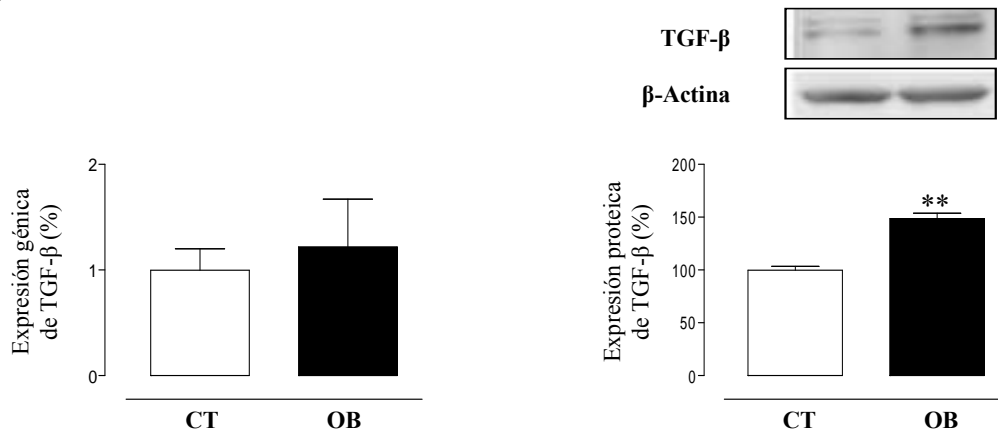 TGF-β
β-Actina
Expresión génica
de TGF-β (%)
2
1
0
CT
OB
Expresión proteica
de TGF-β (%)
200
150
100
50
0
**
CT
OB